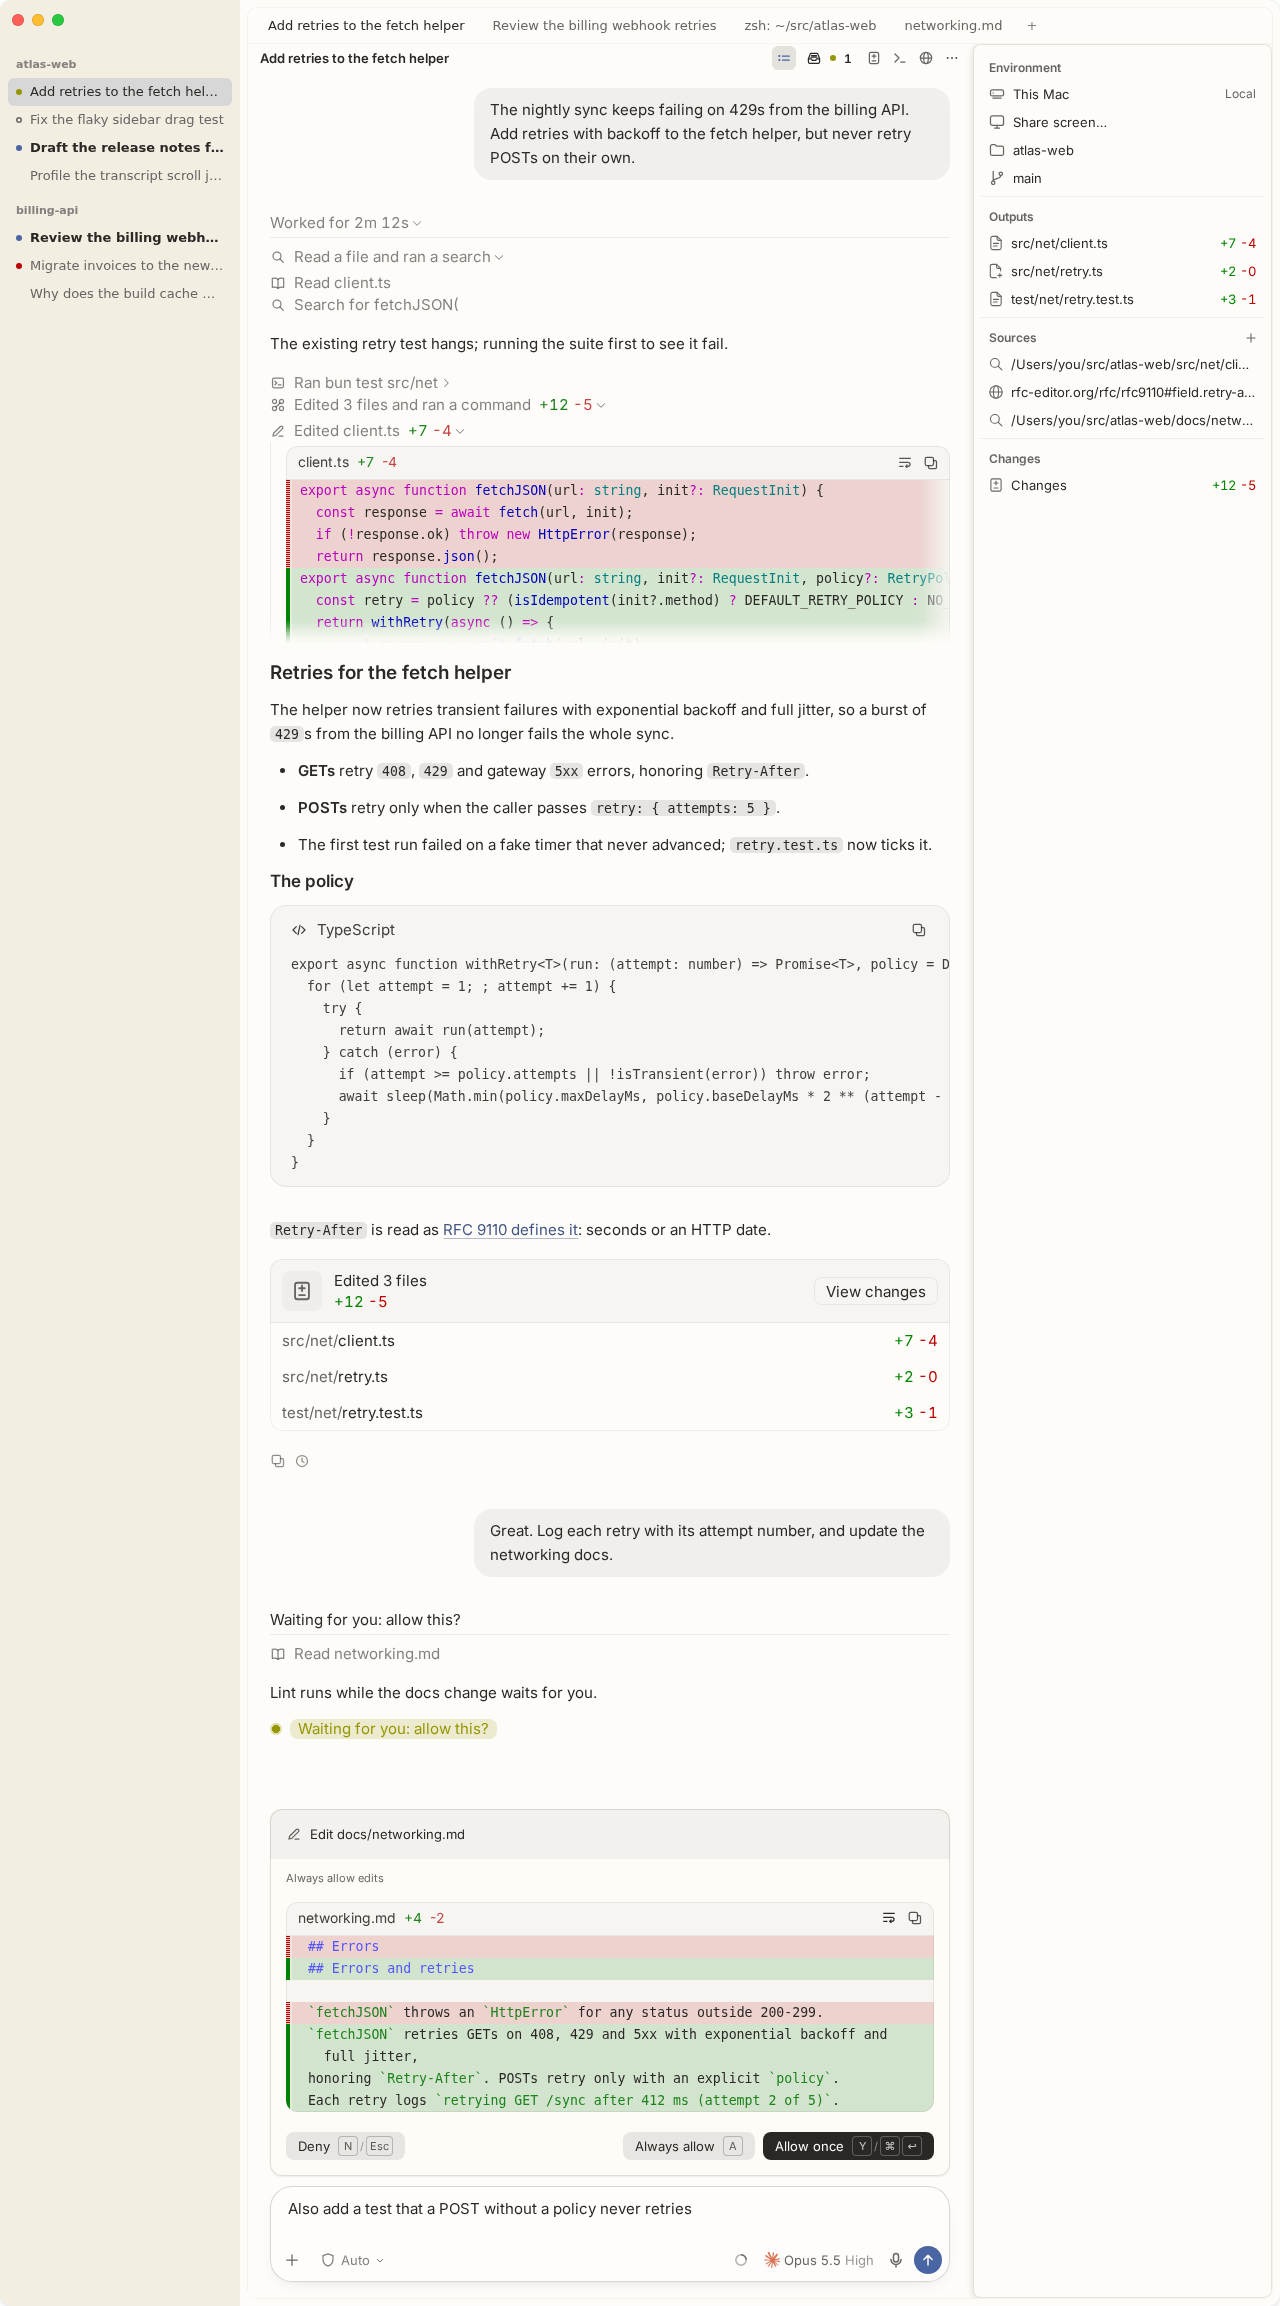 atlas-web
Add retries to the fetch hel…
Fix the flaky sidebar drag test
Draft the release notes f…
Profile the transcript scroll j…
billing-api
Review the billing webh…
Migrate invoices to the new…
Why does the build cache …
Add retries to the fetch helper
Review the billing webhook retries
zsh: ~/src/atlas-web
networking.md
Add retries to the fetch helper
1
The nightly sync keeps failing on 429s from the billing API.
Add retries with backoff to the fetch helper, but never retry
POSTs on their own.
Worked for 2m 12s
Read a file and ran a search
Read client.ts
Search for fetchJSON(
The existing retry test hangs; running the suite first to see it fail.
Ran bun test src/net
Edited 3 files and ran a command +12 -5
Edited client.ts +7 -4
client.ts +7 -4
export async function fetchJSON(url: string, init?: RequestInit) {
const response = await fetch(url, init);
if (!response.ok) throw new HttpError(response);
return response.json();
export async function fetchJSON(url: string, init?: RequestInit, policy?: RetryPol
const retry = policy ?? (isIdempotent(init?.method) ? DEFAULT_RETRY_POLICY : NO_
return withRetry(async () => {
Retries for the fetch helper
The helper now retries transient failures with exponential backoff and full jitter, so a burst of
429s from the billing API no longer fails the whole sync.
• GETs retry 408, 429 and gateway 5xx errors, honoring Retry-After.
• POSTs retry only when the caller passes retry: { attempts: 5 }.
• The first test run failed on a fake timer that never advanced; retry.test.ts now ticks it.
The policy
TypeScript
export async function withRetry<T>(run: (attempt: number) => Promise<T>, policy = D
for (let attempt = 1; ; attempt += 1) {
try {
return await run(attempt);
} catch (error) {
if (attempt >= policy.attempts || !isTransient(error)) throw error;
await sleep(Math.min(policy.maxDelayMs, policy.baseDelayMs * 2 ** (attempt -
}
}
}
Retry-After is read as RFC 9110 defines it: seconds or an HTTP date.
Edited 3 files
+12 -5
View changes
src/net/client.ts +7 -4
src/net/retry.ts +2 -0
test/net/retry.test.ts +3 -1
Great. Log each retry with its attempt number, and update the
networking docs.
Waiting for you: allow this?
Read networking.md
Lint runs while the docs change waits for you.
Waiting for you: allow this?
Edit docs/networking.md
Always allow edits
networking.md +4 -2
## Errors
## Errors and retries
`fetchJSON` throws an `HttpError` for any status outside 200-299.
`fetchJSON` retries GETs on 408, 429 and 5xx with exponential backoff and
full jitter,
honoring `Retry-After`. POSTs retry only with an explicit `policy`.
Each retry logs `retrying GET /sync after 412 ms (attempt 2 of 5)`.
Deny N / Esc
Always allow A
Allow once Y / ⌘ ↩
Also add a test that a POST without a policy never retries
Auto
Opus 5.5 High
Environment
This Mac Local
Share screen…
atlas-web
main
Outputs
src/net/client.ts +7 -4
src/net/retry.ts +2 -0
test/net/retry.test.ts +3 -1
Sources
/Users/you/src/atlas-web/src/net/cli…
rfc-editor.org/rfc/rfc9110#field.retry-a…
/Users/you/src/atlas-web/docs/netw…
Changes
Changes +12 -5